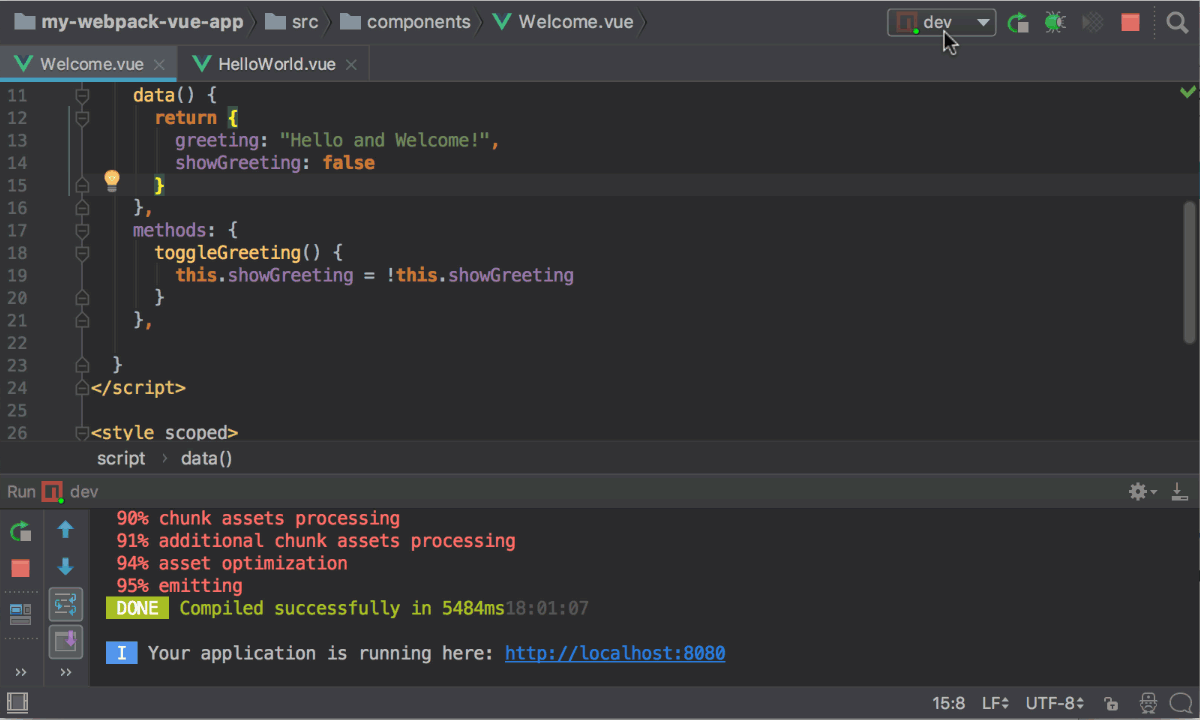 my-webpack-vue-app src components Welcome.vue dev
Welcome.vue HelloWorld.vue
11 data() {
12 return {
13 greeting: "Hello and Welcome!",
14 showGreeting: false
15 }
16 },
17 methods: {
18 toggleGreeting() {
19 this.showGreeting = !this.showGreeting
20 }
21 },
22
23 }
24 </script>
25
26 <style scoped>
script › data()
Run dev
90% chunk assets processing
91% additional chunk assets processing
94% asset optimization
95% emitting
DONE Compiled successfully in 5484ms18:01:07
I Your application is running here: http://localhost:8080
15:8 LF UTF-8